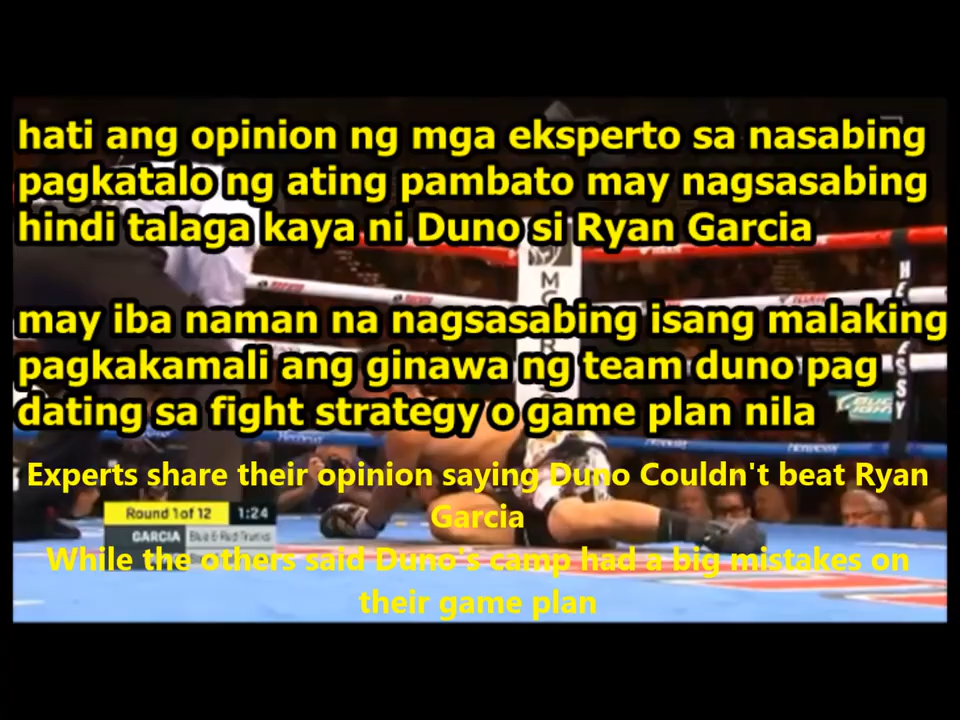 hati ang opinion ng mga eksperto sa nasabing
pagkatalo ng ating pambato may nagsasabing
hindi talaga kaya ni Duno si Ryan Garcia
may iba naman na nagsasabing isang malaking
pagkakamali ang ginawa ng team duno pag
dating sa fight strategy o game plan nila
Experts share their opinion saying Duno Couldn't beat Ryan
Garcia
While the others said Duno's camp had a big mistakes on
their game plan
Round 1 of 12 1:24
GARCIA Blue & Red Trunks